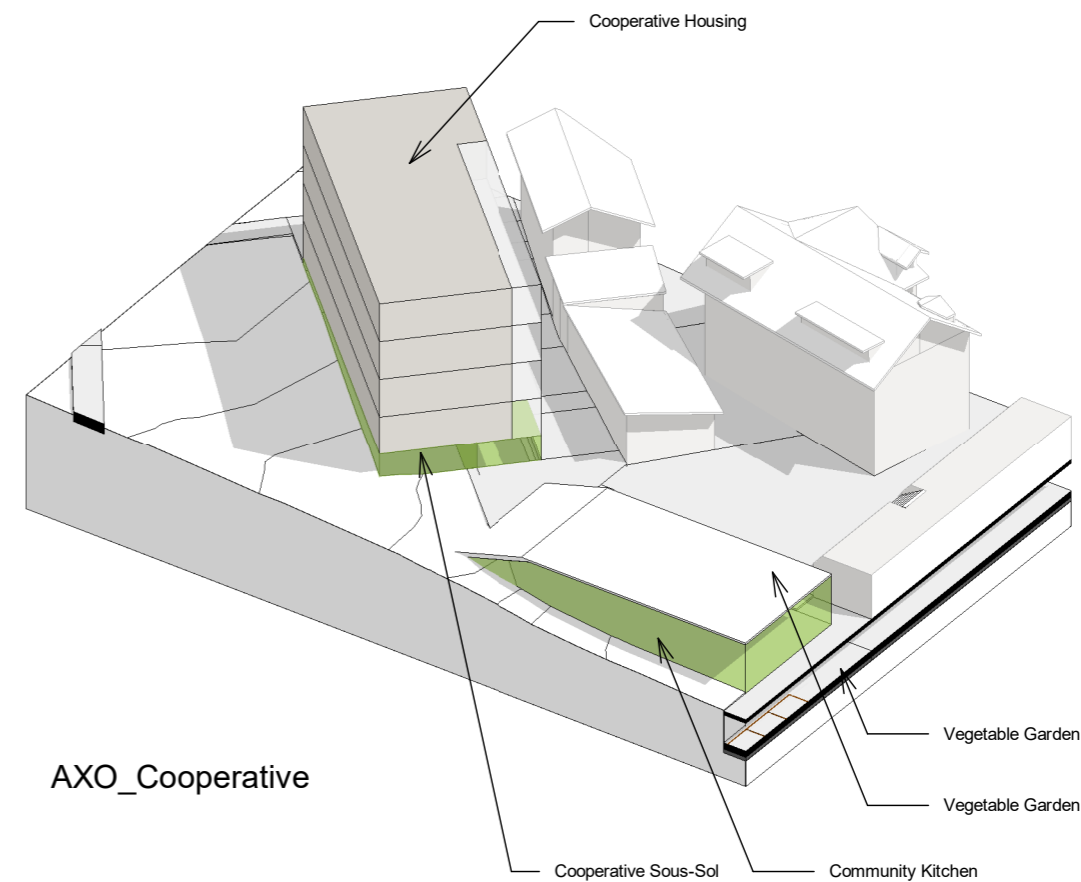 Cooperative Housing
Vegetable Garden
AXO_Cooperative
Vegetable Garden
Cooperative Sous-Sol
Community Kitchen